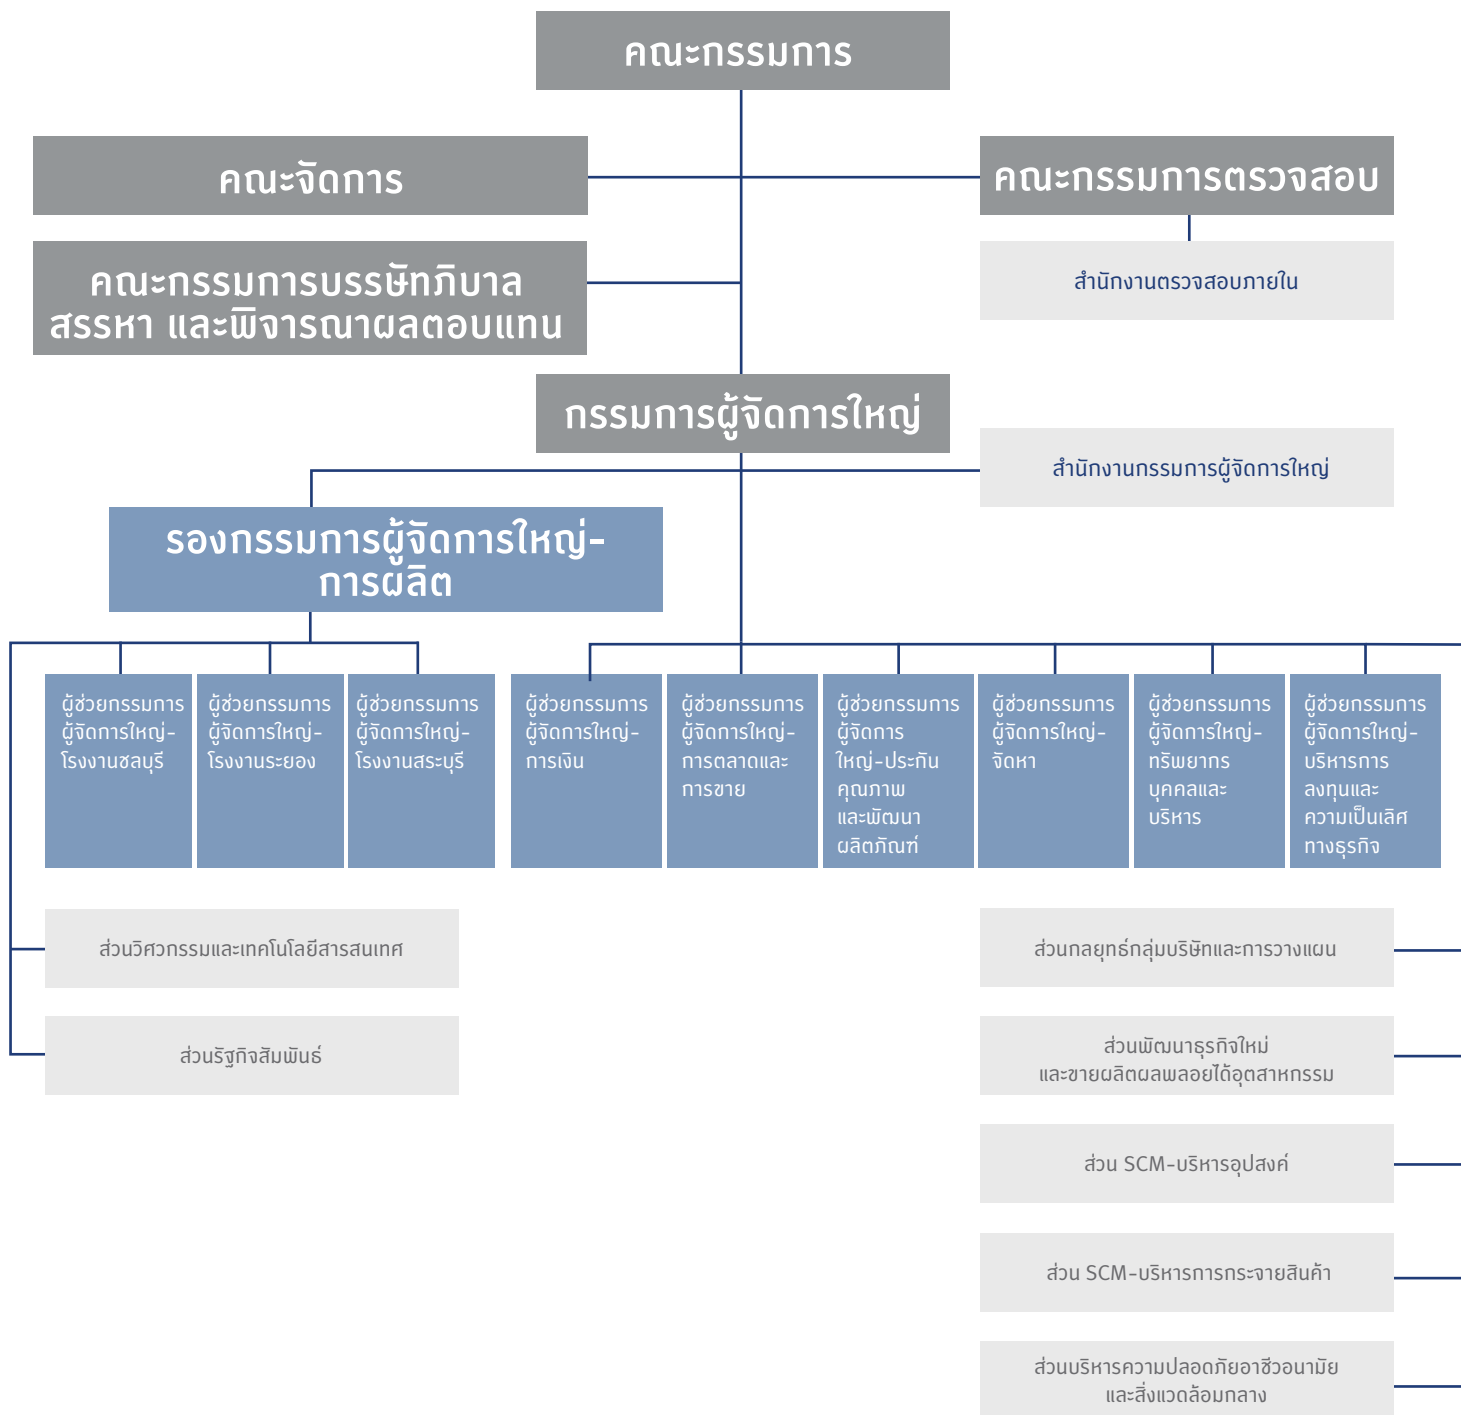 คณะกรรมการ
คณะจัดการ
คณะกรรมการตรวจสอบ
คณะกรรมการบรรษัทภิบาล
สรรหา และพิจารณาผลตอบแทน
สำนักงานตรวจสอบภายใน
กรรมการผู้จัดการใหญ่
สำนักงานกรรมการผู้จัดการใหญ่
รองกรรมการผู้จัดการใหญ่-
การผลิต
ผู้ช่วยกรรมการ
ผู้จัดการใหญ่-
โรงงานชลบุรี
ผู้ช่วยกรรมการ
ผู้จัดการใหญ่-
โรงงานระยอง
ผู้ช่วยกรรมการ
ผู้จัดการใหญ่-
โรงงานสระบุรี
ผู้ช่วยกรรมการ
ผู้จัดการใหญ่-
การเงิน
ผู้ช่วยกรรมการ
ผู้จัดการใหญ่-
การตลาดและ
การขาย
ผู้ช่วยกรรมการ
ผู้จัดการ
ใหญ่-ประกัน
คุณภาพ
และพัฒนา
ผลิตภัณฑ์
ผู้ช่วยกรรมการ
ผู้จัดการใหญ่-
จัดหา
ผู้ช่วยกรรมการ
ผู้จัดการใหญ่-
ทรัพยากร
บุคคลและ
บริหาร
ผู้ช่วยกรรมการ
ผู้จัดการใหญ่-
บริหารการ
ลงทุนและ
ความเป็นเลิศ
ทางธุรกิจ
ส่วนวิศวกรรมและเทคโนโลยีสารสนเทศ
ส่วนรัฐกิจสัมพันธ์
ส่วนกลยุทธ์กลุ่มบริษัทและการวางแผน
ส่วนพัฒนาธุรกิจใหม่
และขายผลิตผลพลอยได้อุตสาหกรรม
ส่วน SCM-บริหารอุปสงค์
ส่วน SCM-บริหารการกระจายสินค้า
ส่วนบริหารความปลอดภัยอาชีวอนามัย
และสิ่งแวดล้อมกลาง